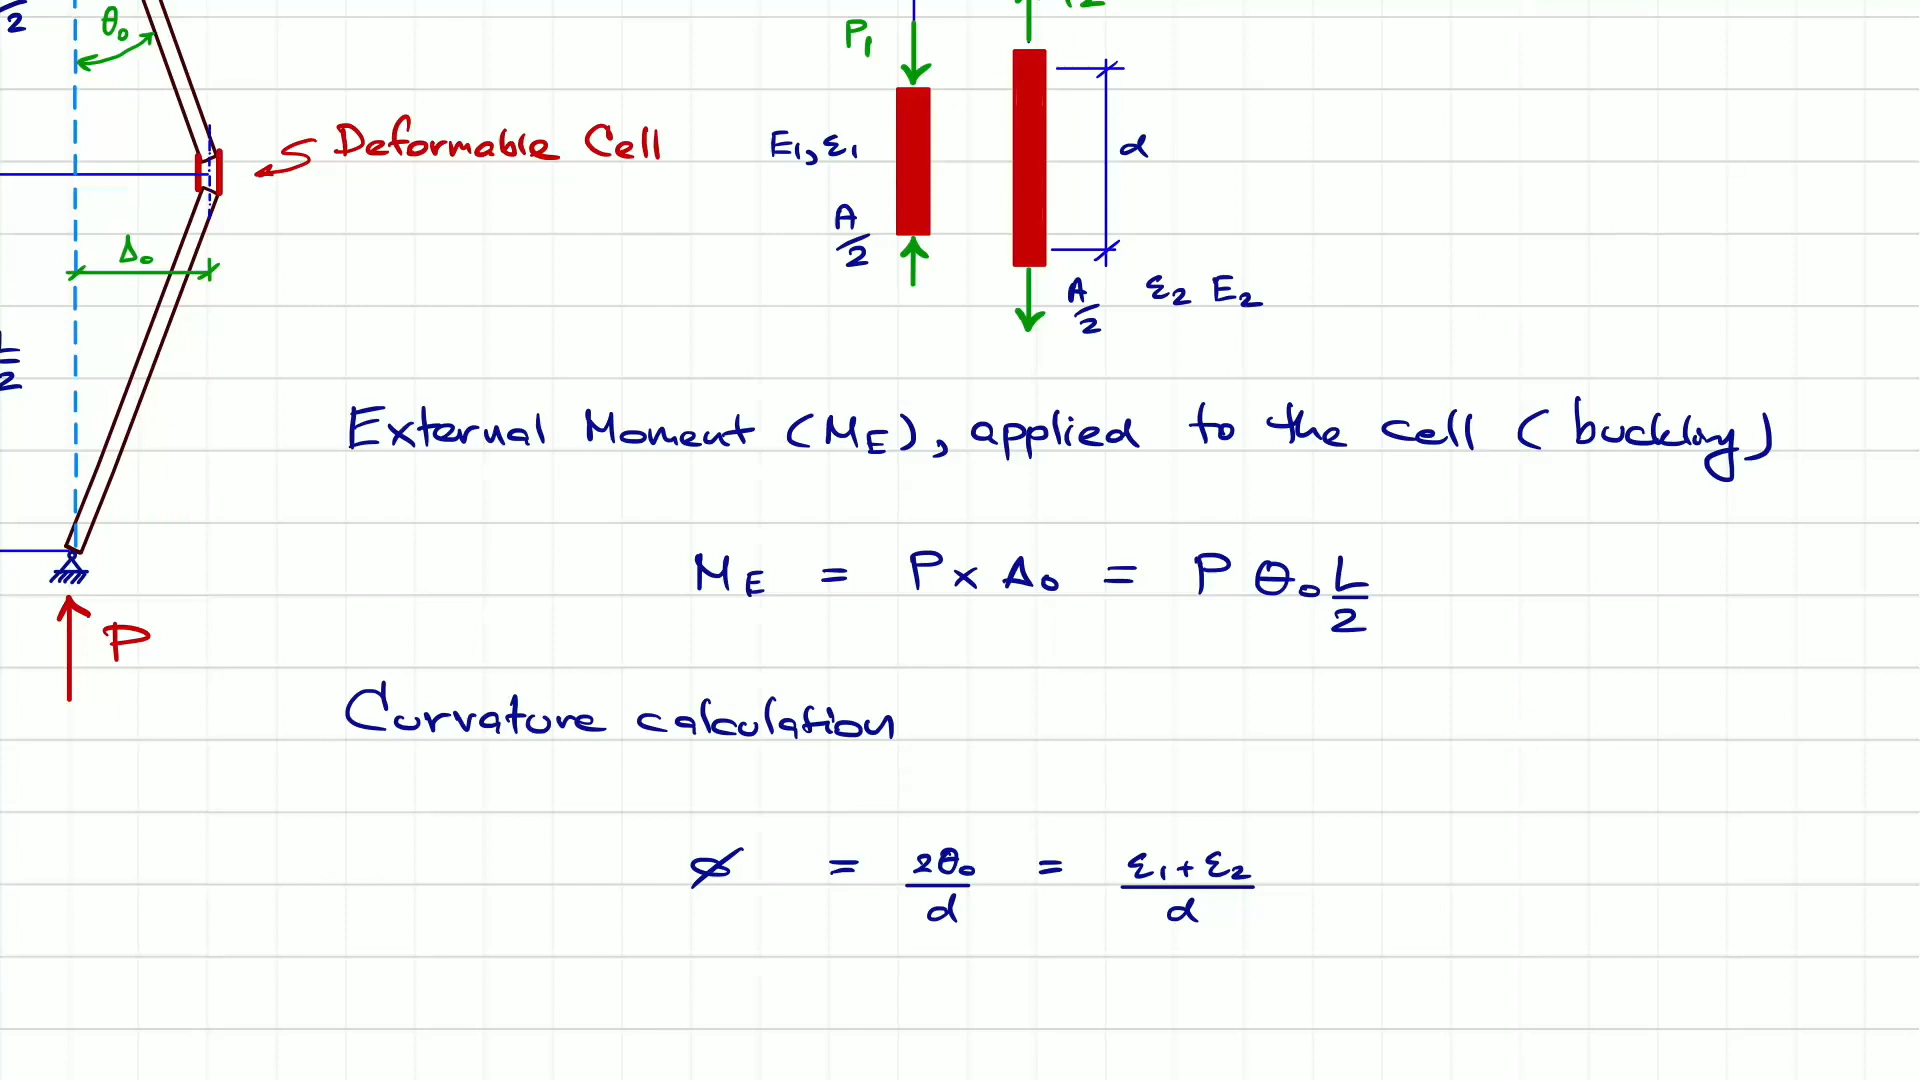 θ₀
P₁
Deformable Cell
E₁, ε₁
d
A/2
Δ₀
A/2
ε₂ E₂
L/2
External Moment (M_E), applied to the cell (buckling)
M_E = P × Δ₀ = P θ₀ L/2
P
Curvature calculation
ø = 2θ₀/d = ε₁ + ε₂/d